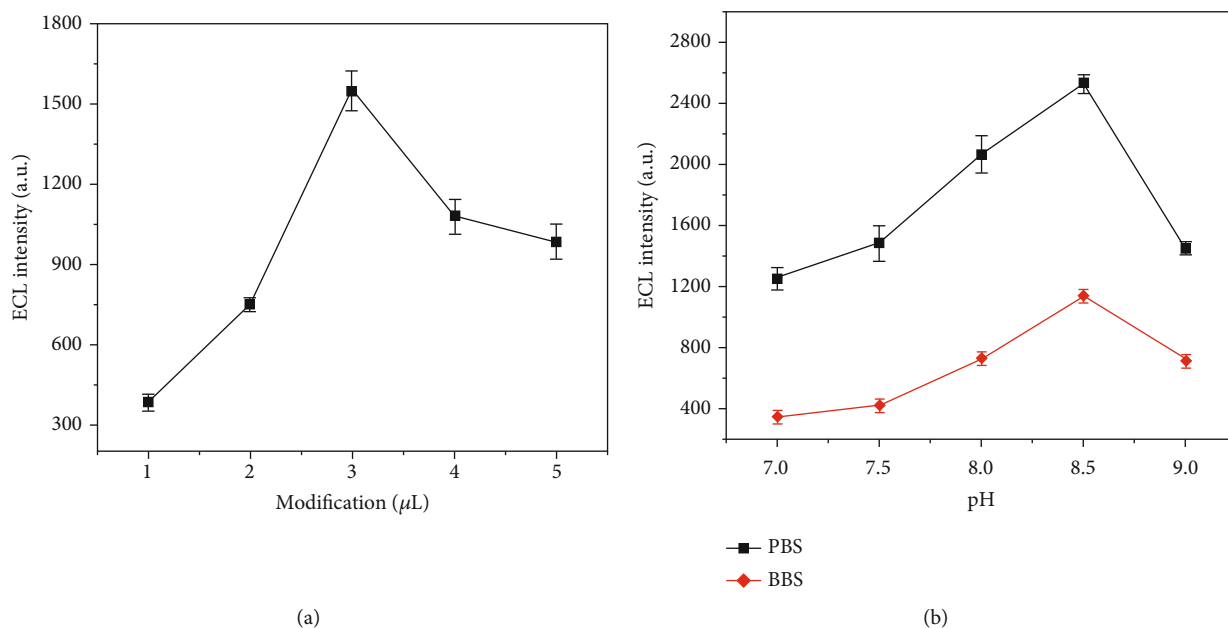 1800
1500
1200
900
600
300
ECL intensity (a.u.)
1 2 3 4 5
Modification (μL)
(a)
2800
2400
2000
1600
1200
800
400
ECL intensity (a.u.)
7.0 7.5 8.0 8.5 9.0
pH
PBS
BBS
(b)